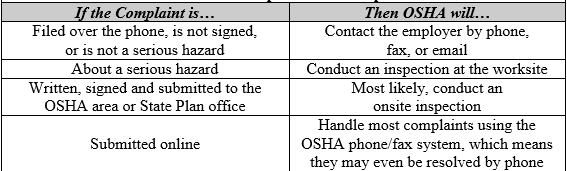 If the Complaint is…
Then OSHA will…
Filed over the phone, is not signed,
or is not a serious hazard
Contact the employer by phone,
fax, or email
About a serious hazard
Conduct an inspection at the worksite
Written, signed and submitted to the
OSHA area or State Plan office
Most likely, conduct an
onsite inspection
Submitted online
Handle most complaints using the
OSHA phone/fax system, which means
they may even be resolved by phone